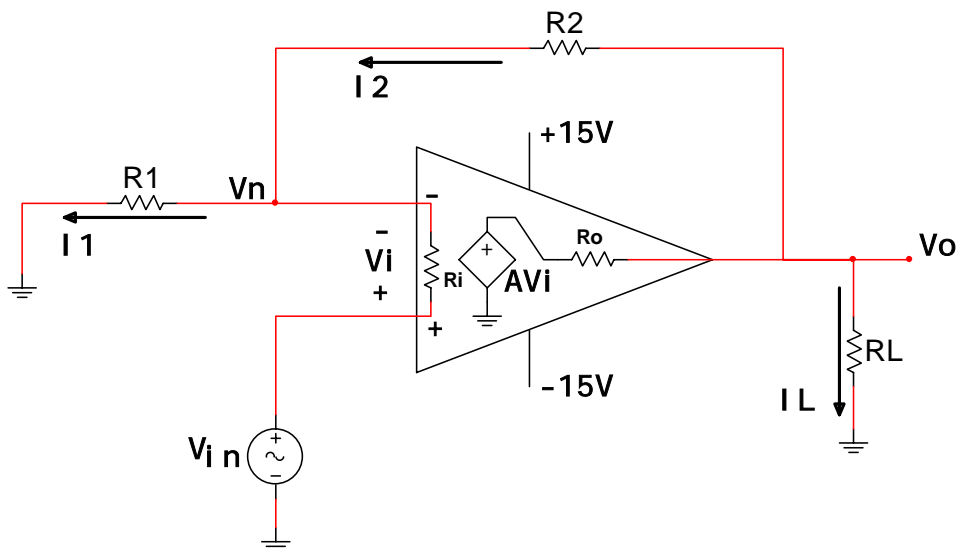 R2
I 2
+15V
R1
Vn
-
I 1
-
Vi
+
Ri
+
AVi
Ro
Vo
+
-15V
RL
I L
Vi n
+
-